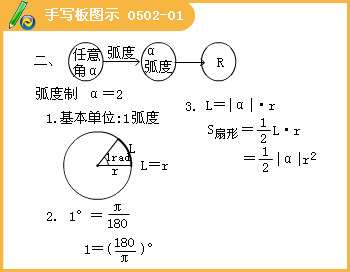 手写板图示 0502-01
二、 任意角α 弧度 α弧度 R
弧度制 α=2
1.基本单位:1弧度
1rad r L L=r
2. 1°=π/180
1=(180/π)°
3. L=|α|·r
S扇形=1/2 L·r
=1/2|α|r²